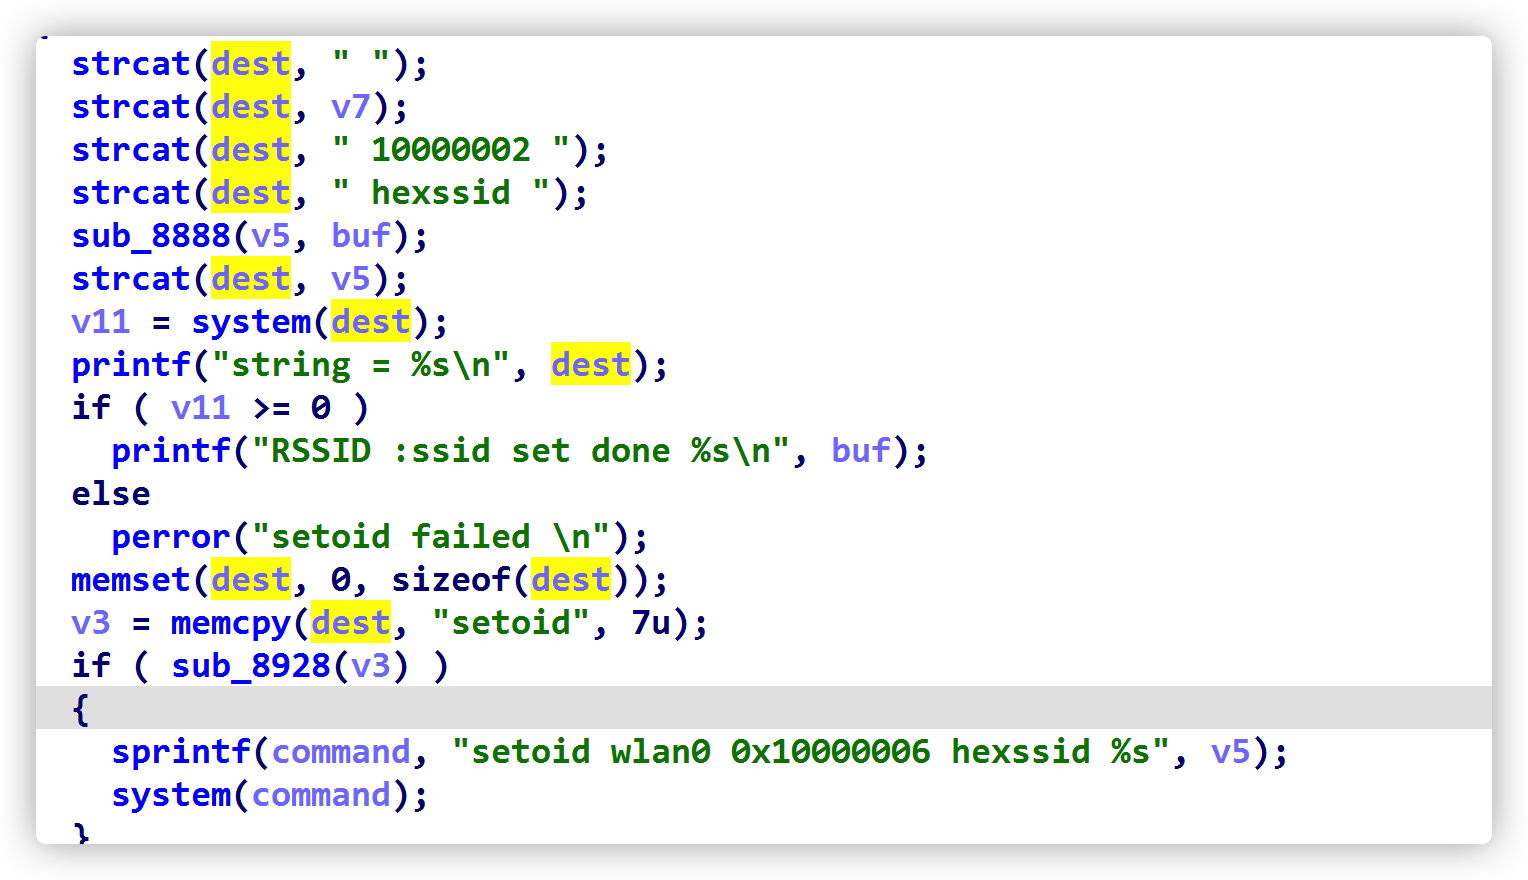 strcat(dest, " ");
strcat(dest, v7);
strcat(dest, " 10000002 ");
strcat(dest, " hexssid ");
sub_8888(v5, buf);
strcat(dest, v5);
v11 = system(dest);
printf("string = %s\n", dest);
if ( v11 >= 0 )
printf("RSSID :ssid set done %s\n", buf);
else
perror("setoid failed \n");
memset(dest, 0, sizeof(dest));
v3 = memcpy(dest, "setoid", 7u);
if ( sub_8928(v3) )
{
sprintf(command, "setoid wlan0 0x10000006 hexssid %s", v5);
system(command);
}